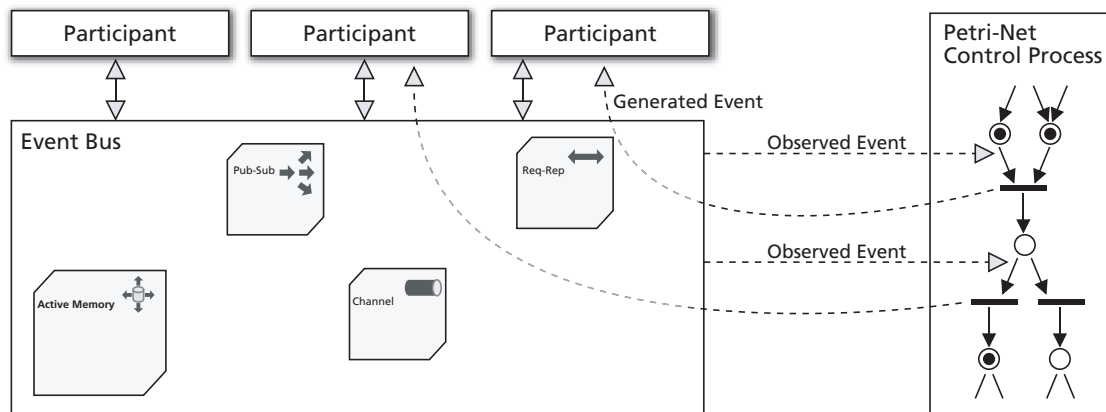 Participant
Participant
Participant
Petri-Net
Control Process
Generated Event
Event Bus
Observed Event
Pub-Sub
Req-Rep
Observed Event
Active Memory
Channel